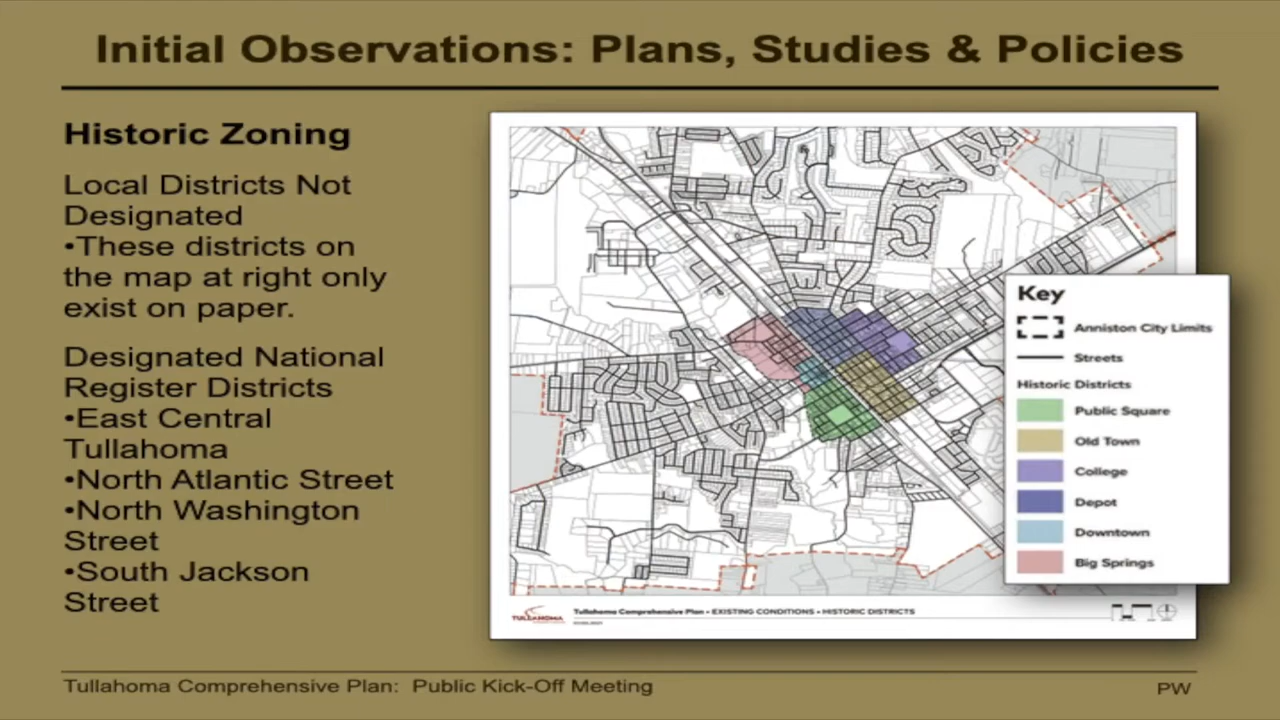 Initial Observations: Plans, Studies & Policies
Historic Zoning
Local Districts Not
Designated
•These districts on
the map at right only
exist on paper.
Designated National
Register Districts
•East Central
Tullahoma
•North Atlantic Street
•North Washington
Street
•South Jackson
Street
Key
Anniston City Limits
Streets
Historic Districts
Public Square
Old Town
College
Depot
Downtown
Big Springs
TULLAHOMA
Tullahoma Comprehensive Plan • EXISTING CONDITIONS • HISTORIC DISTRICTS
Tullahoma Comprehensive Plan: Public Kick-Off Meeting
PW